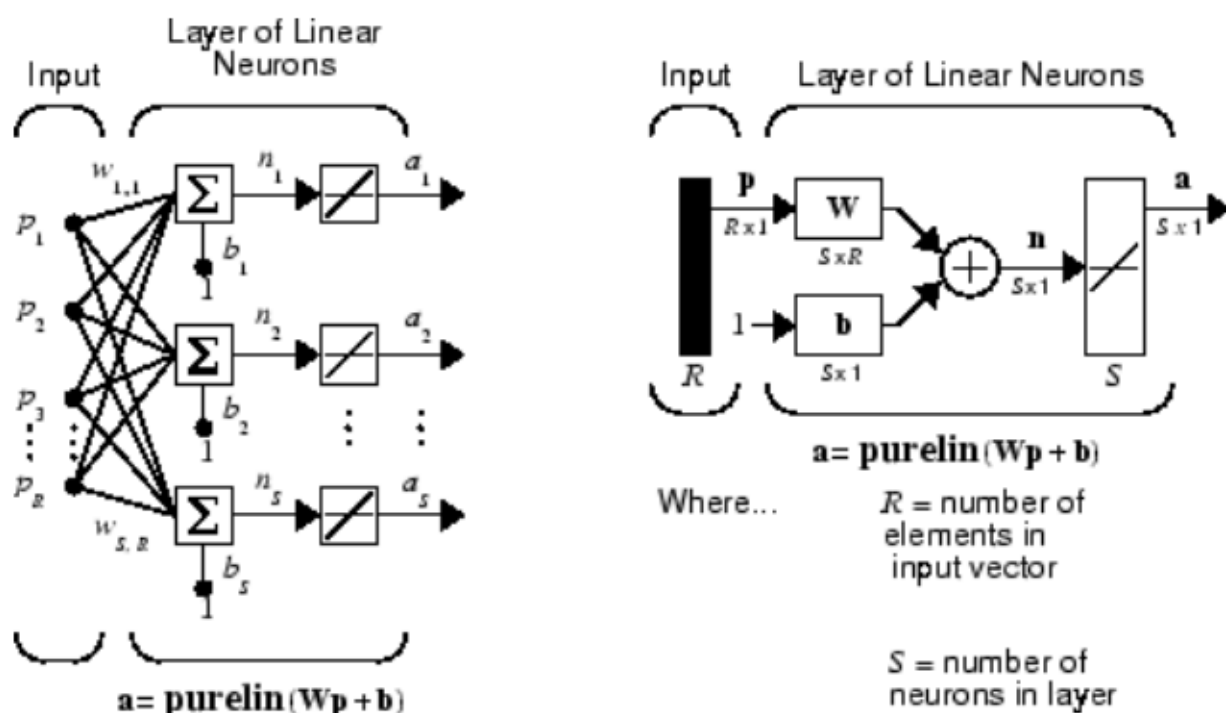 Layer of Linear
Neurons
Input
w1,1
n1
a1
p1
b1
1
p2
n2
a2
p3
b2
1
pR
nS
aS
wS, R
bS
1
a= purelin(Wp + b)
Input
Layer of Linear Neurons
p
a
R x 1
W
S x 1
S x R
n
+
S x 1
1
b
S x 1
R
S
a= purelin(Wp + b)
Where...
R = number of
elements in
input vector
S = number of
neurons in layer